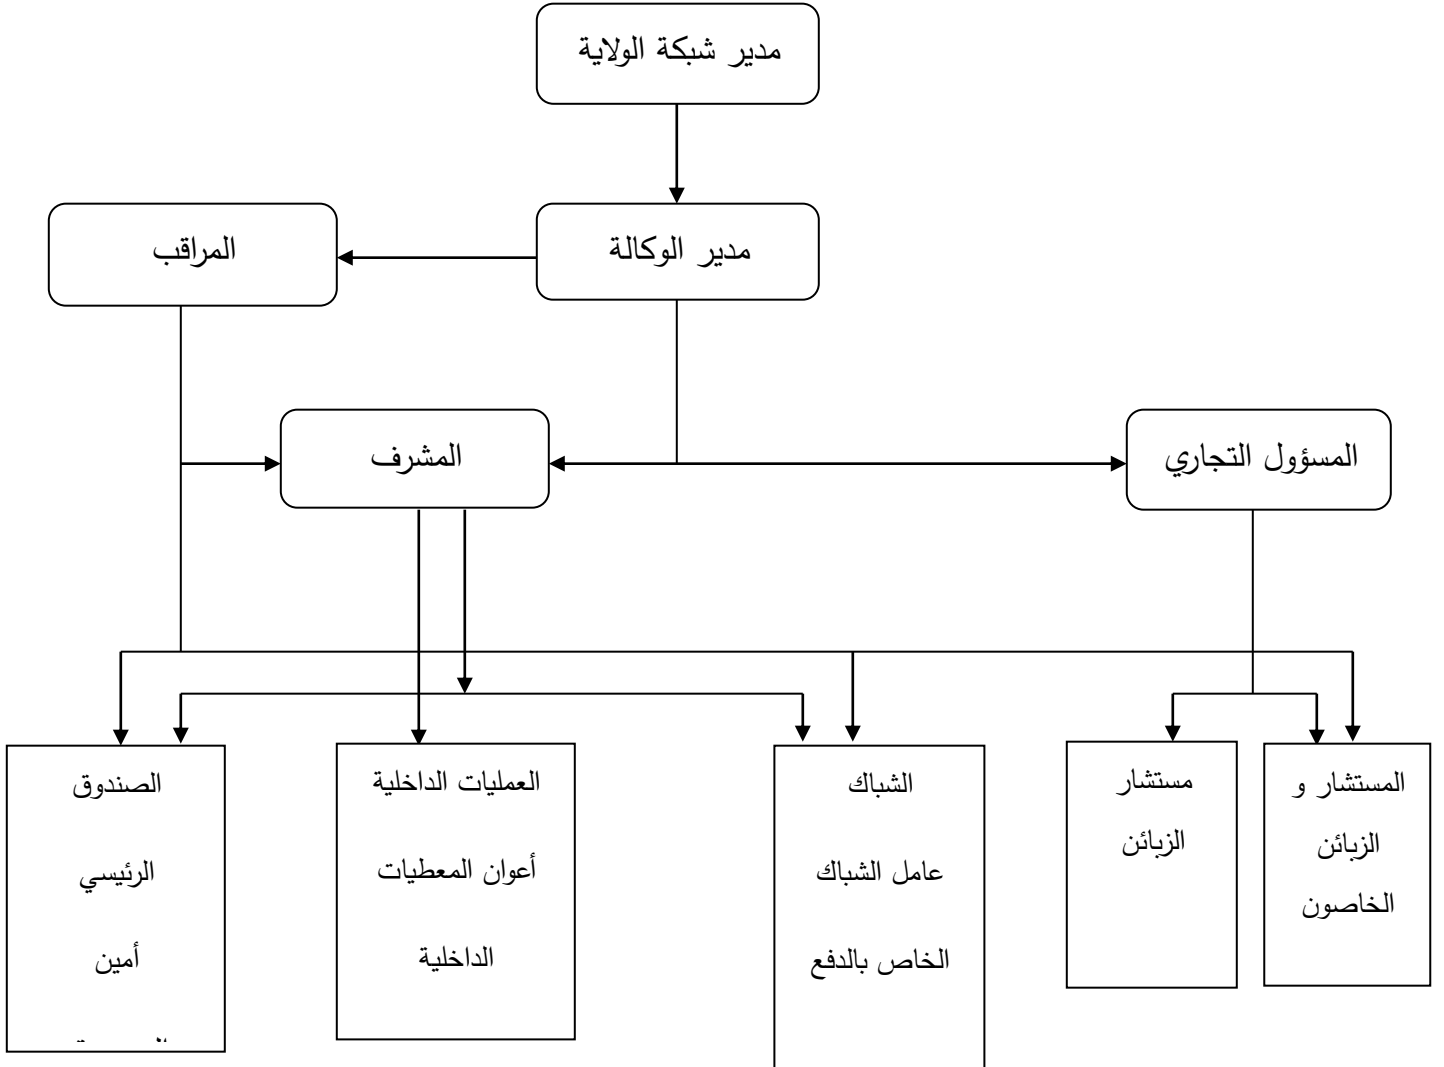 مدير شبكة الولاية
مدير الوكالة
المراقب
المسؤول التجاري
المشرف
المستشار و
الزبائن
الخاصون
مستشار
الزبائن
الشباك
عامل الشباك
الخاص بالدفع
العمليات الداخلية
أعوان المعطيات
الداخلية
الصندوق
الرئيسي
أمين